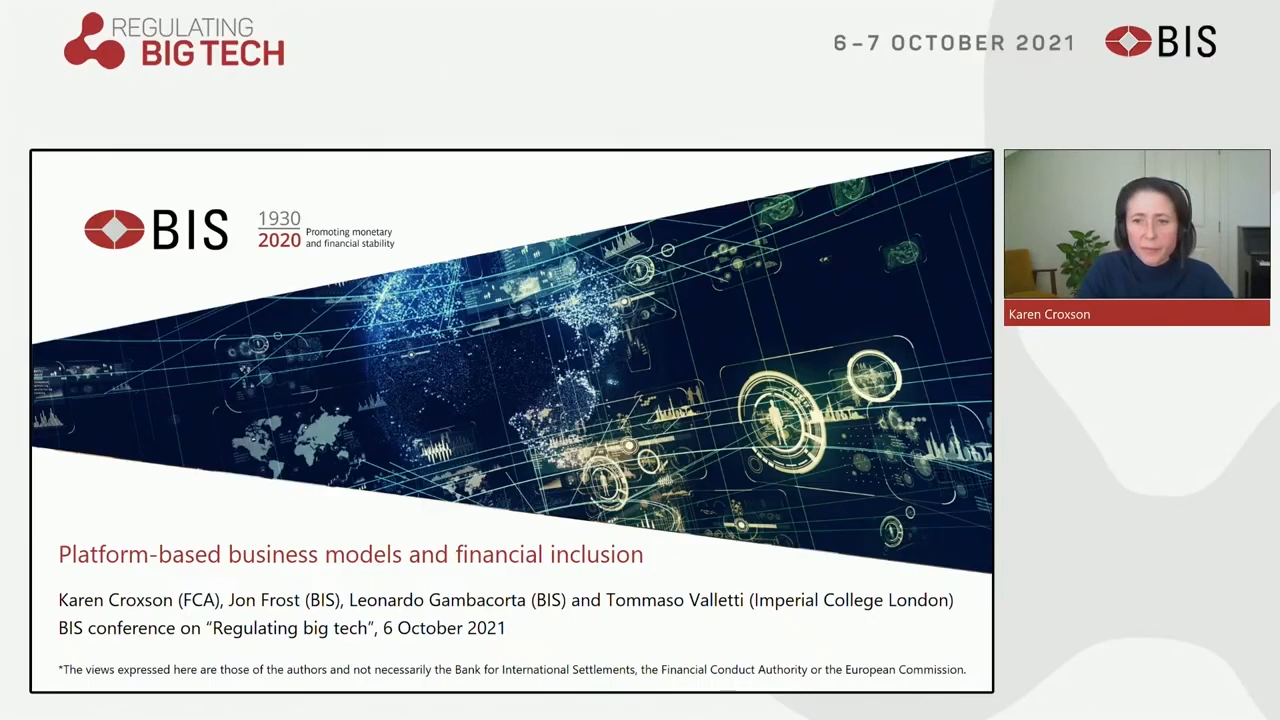 REGULATING
BIG TECH
6–7 OCTOBER 2021
BIS
BIS
1930
2020
Promoting monetary
and financial stability
Karen Croxson
Platform-based business models and financial inclusion
Karen Croxson (FCA), Jon Frost (BIS), Leonardo Gambacorta (BIS) and Tommaso Valletti (Imperial College London)
BIS conference on “Regulating big tech”, 6 October 2021
*The views expressed here are those of the authors and not necessarily the Bank for International Settlements, the Financial Conduct Authority or the European Commission.